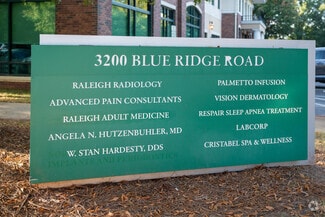 3200 BLUE RIDGE ROAD
RALEIGH RADIOLOGY
ADVANCED PAIN CONSULTANTS
RALEIGH ADULT MEDICINE
ANGELA N. HUTZENBUHLER, MD
W. STAN HARDESTY, DDS
PALMETTO INFUSION
VISION DERMATOLOGY
RESPAIR SLEEP APNEA TREATMENT
LABCORP
CRISTABEL SPA & WELLNESS